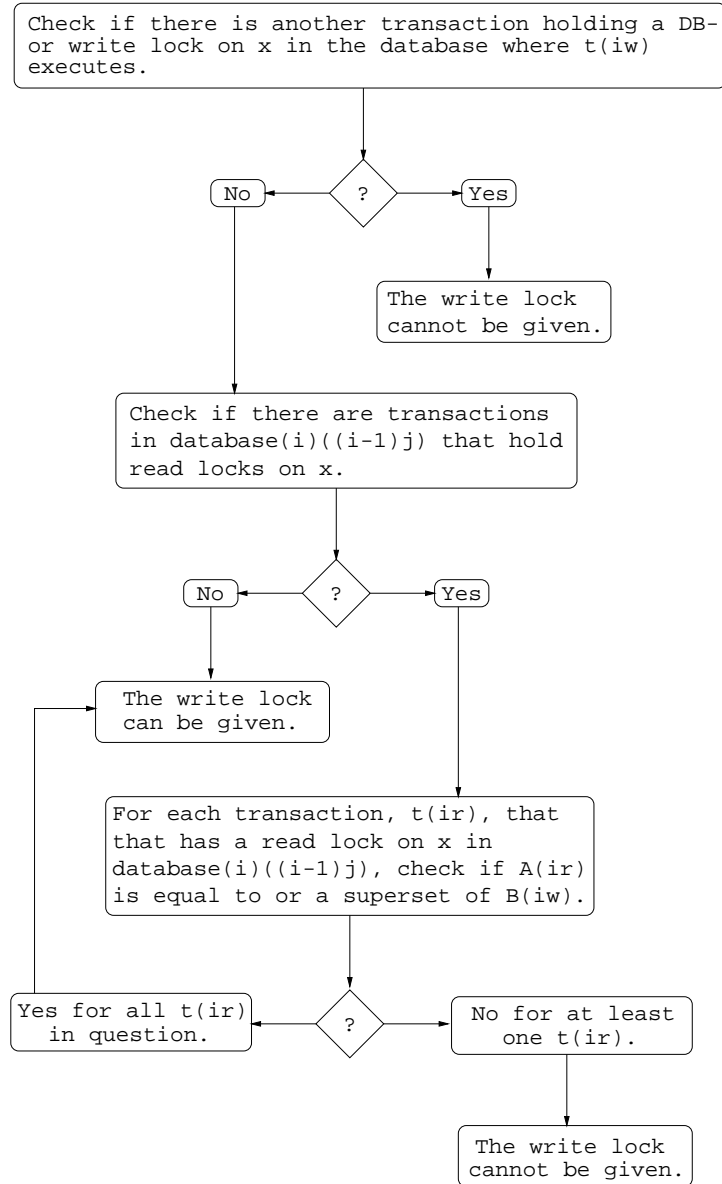 Check if there is another transaction holding a DB-
or write lock on x in the database where t(iw)
executes.
No
?
Yes
The write lock
cannot be given.
Check if there are transactions
in database(i)((i-1)j) that hold
read locks on x.
No
?
Yes
The write lock
can be given.
For each transaction, t(ir), that
that has a read lock on x in
database(i)((i-1)j), check if A(ir)
is equal to or a superset of B(iw).
Yes for all t(ir)
in question.
?
No for at least
one t(ir).
The write lock
cannot be given.